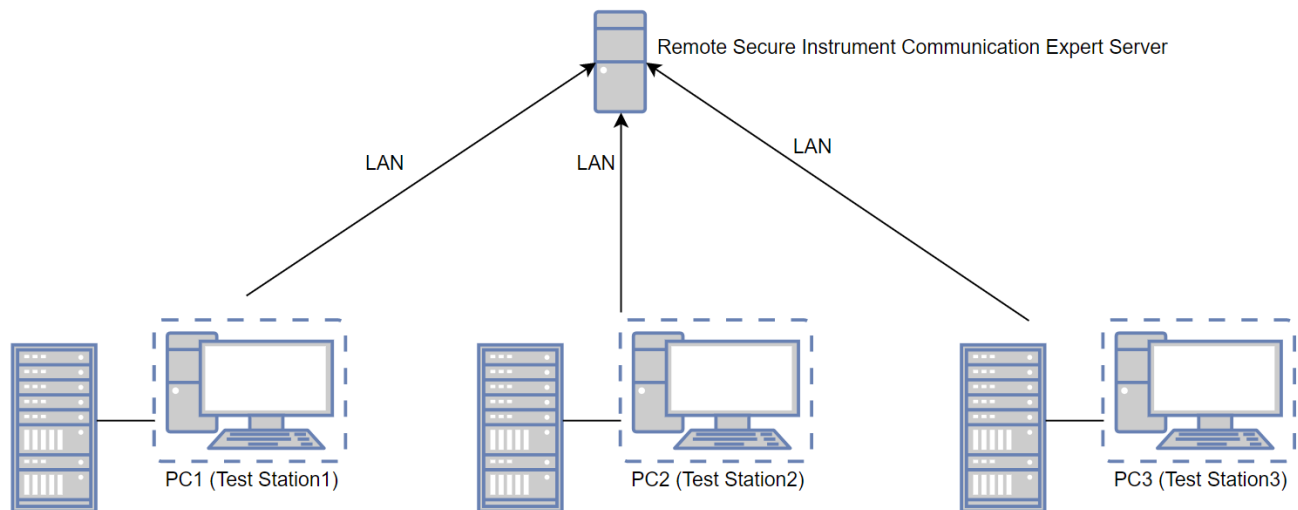 Remote Secure Instrument Communication Expert Server
LAN
LAN
LAN
PC1 (Test Station1)
PC2 (Test Station2)
PC3 (Test Station3)